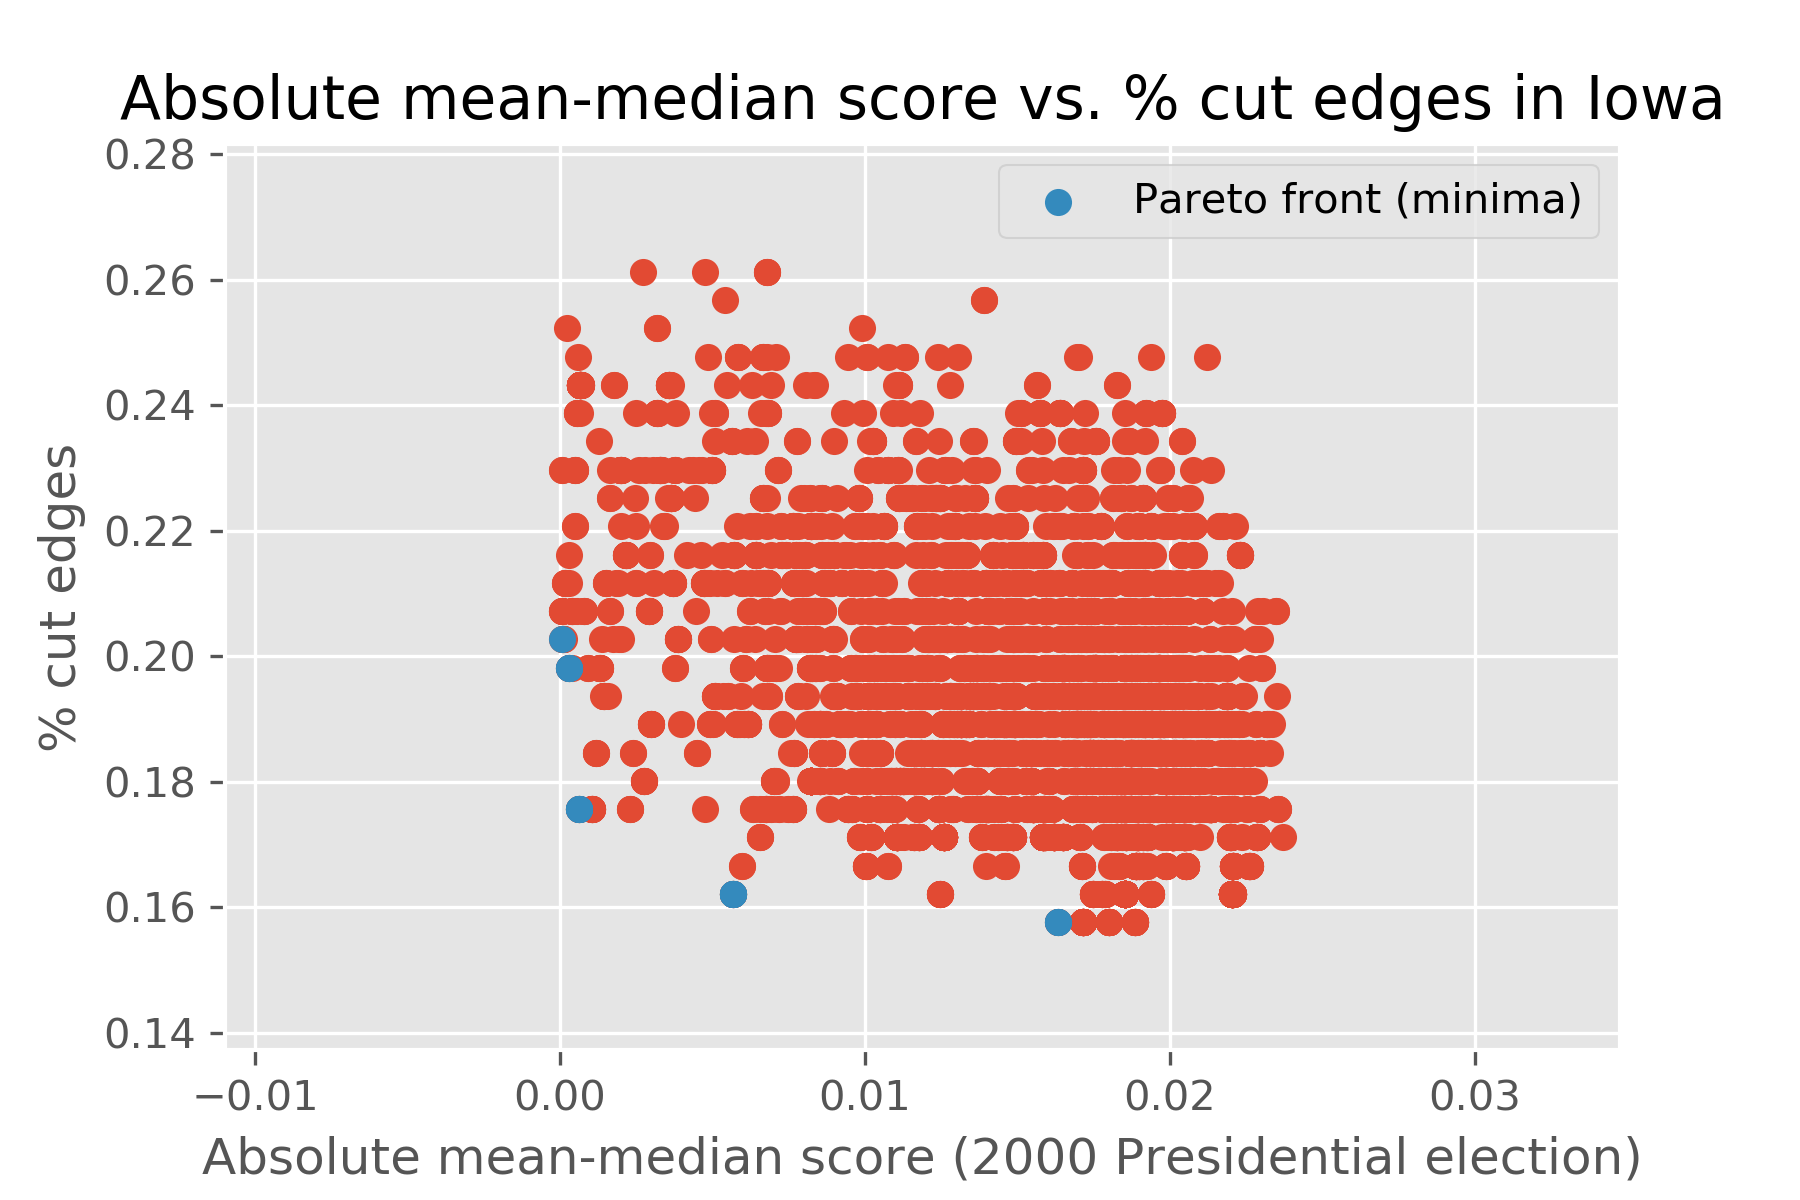 Absolute mean-median score vs. % cut edges in Iowa
Pareto front (minima)
% cut edges
0.28
0.26
0.24
0.22
0.20
0.18
0.16
0.14
−0.01 0.00 0.01 0.02 0.03
Absolute mean-median score (2000 Presidential election)